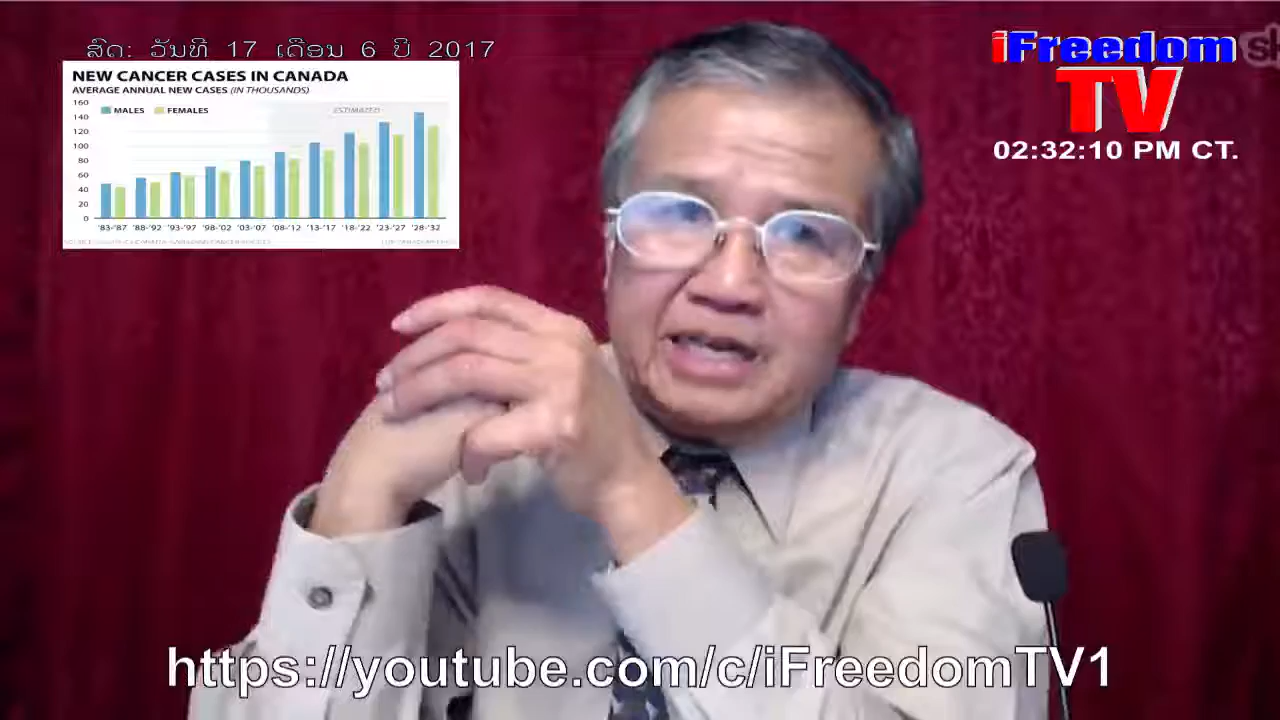 ສົດ: ວັນທີ 17 ເດືອນ 6 ປີ 2017
iFreedom
TV
02:32:10 PM CT.
NEW CANCER CASES IN CANADA
AVERAGE ANNUAL NEW CASES (IN THOUSANDS)
160
140
120
100
80
60
40
20
0
MALES FEMALES ESTIMATED
'83-'87 '88-'92 '93-'97 '98-'02 '03-'07 '08-'12 '13-'17 '18-'22 '23-'27 '28-'32
https://youtube.com/c/iFreedomTV1